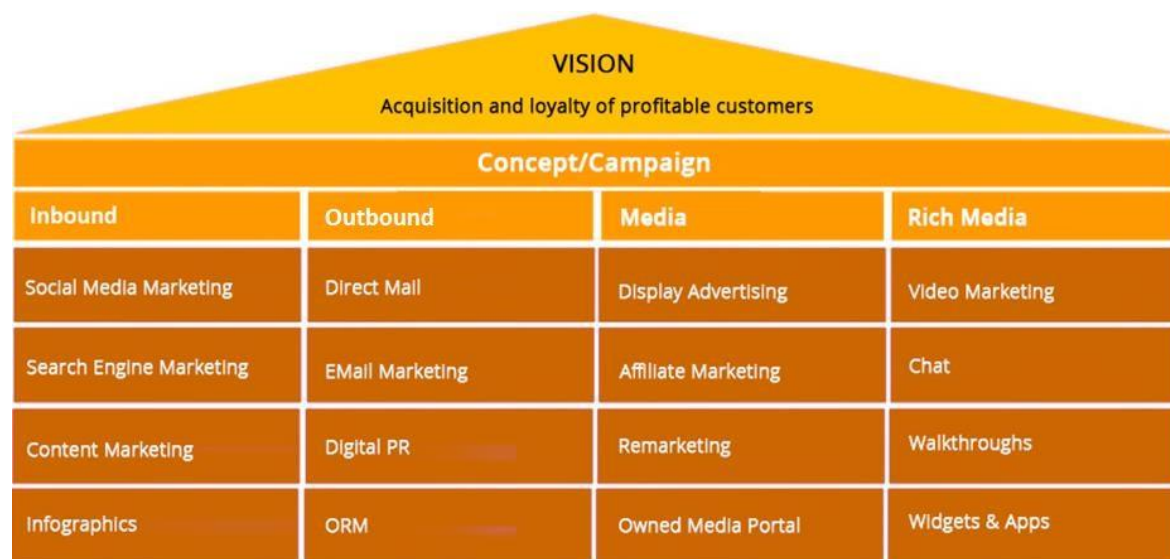 VISION
Acquisition and loyalty of profitable customers
Concept/Campaign
Inbound
Outbound
Media
Rich Media
Social Media Marketing
Direct Mail
Display Advertising
Video Marketing
Search Engine Marketing
EMail Marketing
Affiliate Marketing
Chat
Content Marketing
Digital PR
Remarketing
Walkthroughs
Infographics
ORM
Owned Media Portal
Widgets & Apps